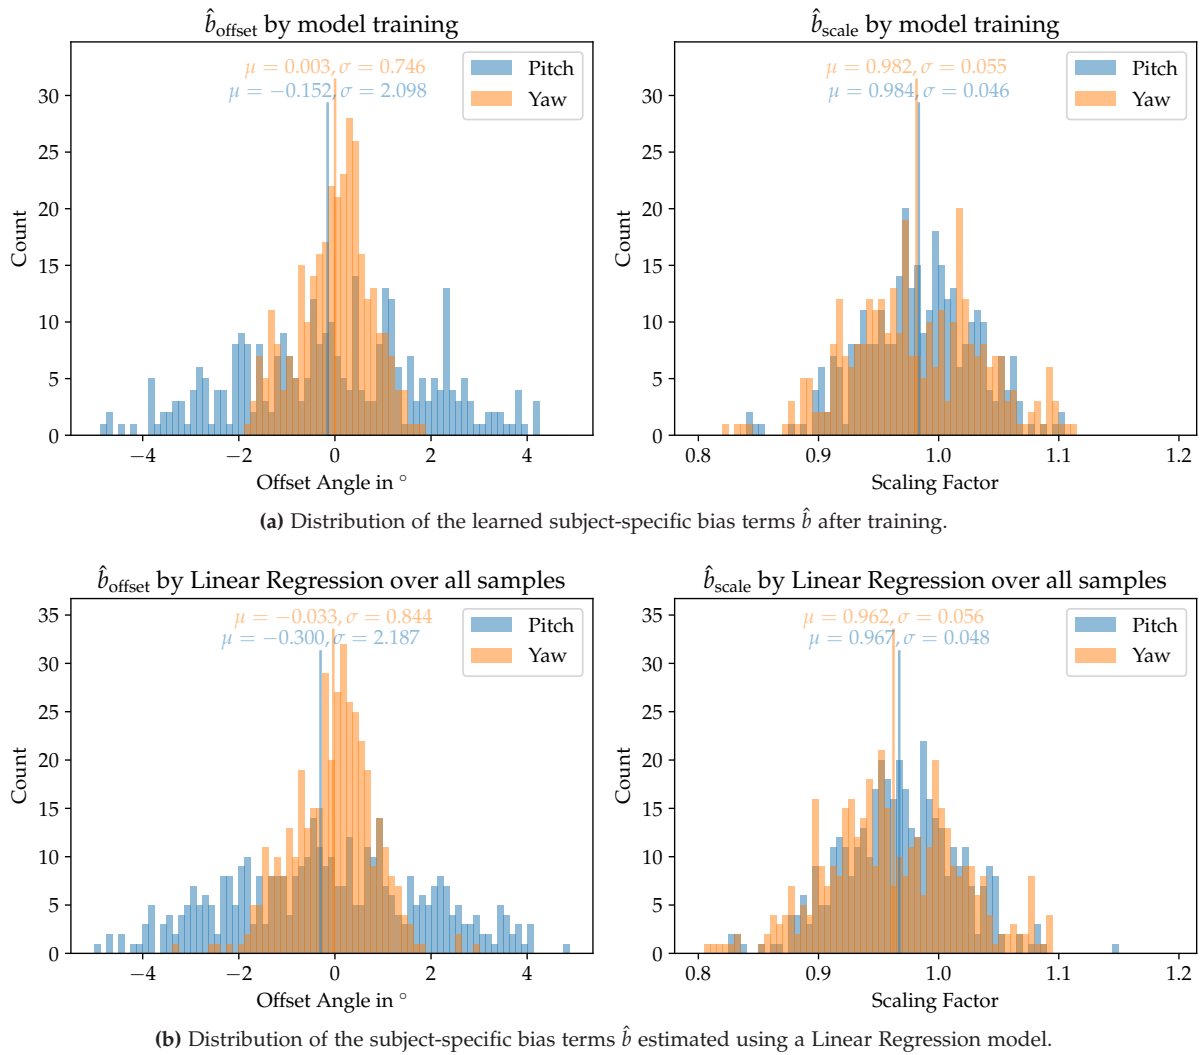 b̂offset by model training
μ = 0.003, σ = 0.746
μ = −0.152, σ = 2.098
Pitch
Yaw
Count
30
25
20
15
10
5
0
−4 −2 0 2 4
Offset Angle in °
b̂scale by model training
μ = 0.982, σ = 0.055
μ = 0.984, σ = 0.046
Pitch
Yaw
Count
30
25
20
15
10
5
0
0.8 0.9 1.0 1.1 1.2
Scaling Factor
(a) Distribution of the learned subject-specific bias terms b̂ after training.
b̂offset by Linear Regression over all samples
μ = −0.033, σ = 0.844
μ = −0.300, σ = 2.187
Pitch
Yaw
Count
35
30
25
20
15
10
5
0
−4 −2 0 2 4
Offset Angle in °
b̂scale by Linear Regression over all samples
μ = 0.962, σ = 0.056
μ = 0.967, σ = 0.048
Pitch
Yaw
Count
35
30
25
20
15
10
5
0
0.8 0.9 1.0 1.1 1.2
Scaling Factor
(b) Distribution of the subject-specific bias terms b̂ estimated using a Linear Regression model.